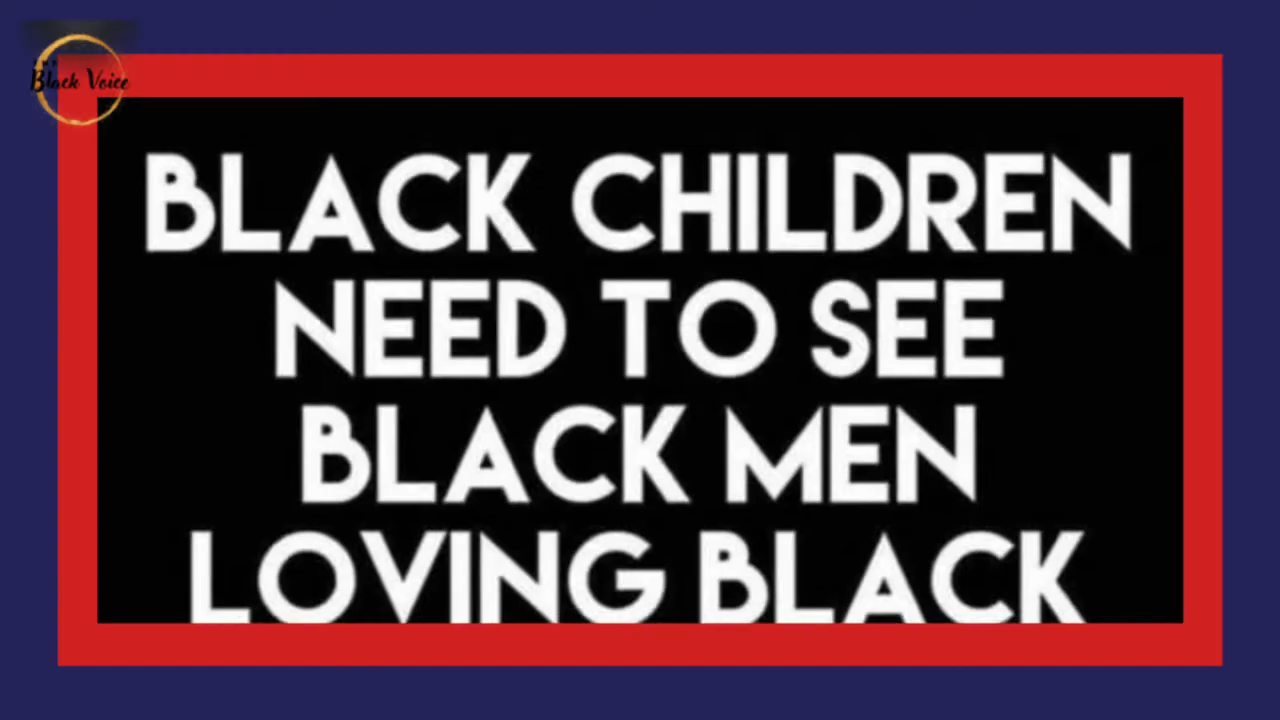 Black Voice
BLACK CHILDREN
NEED TO SEE
BLACK MEN
LOVING BLACK